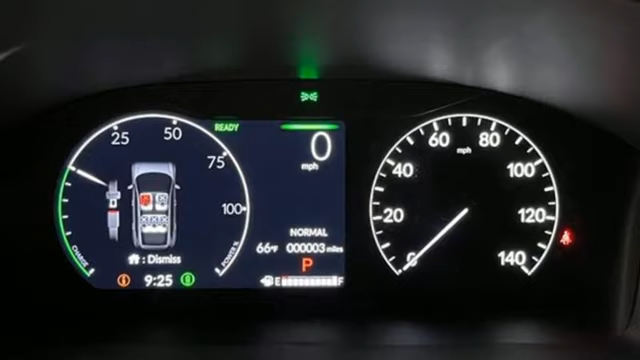 READY
25
50
75
100
CHARGE
POWER %
: Dismiss
9:25
0
mph
NORMAL
66°F 000003 miles
P
E F
0
20
40
60
80
100
120
140
mph